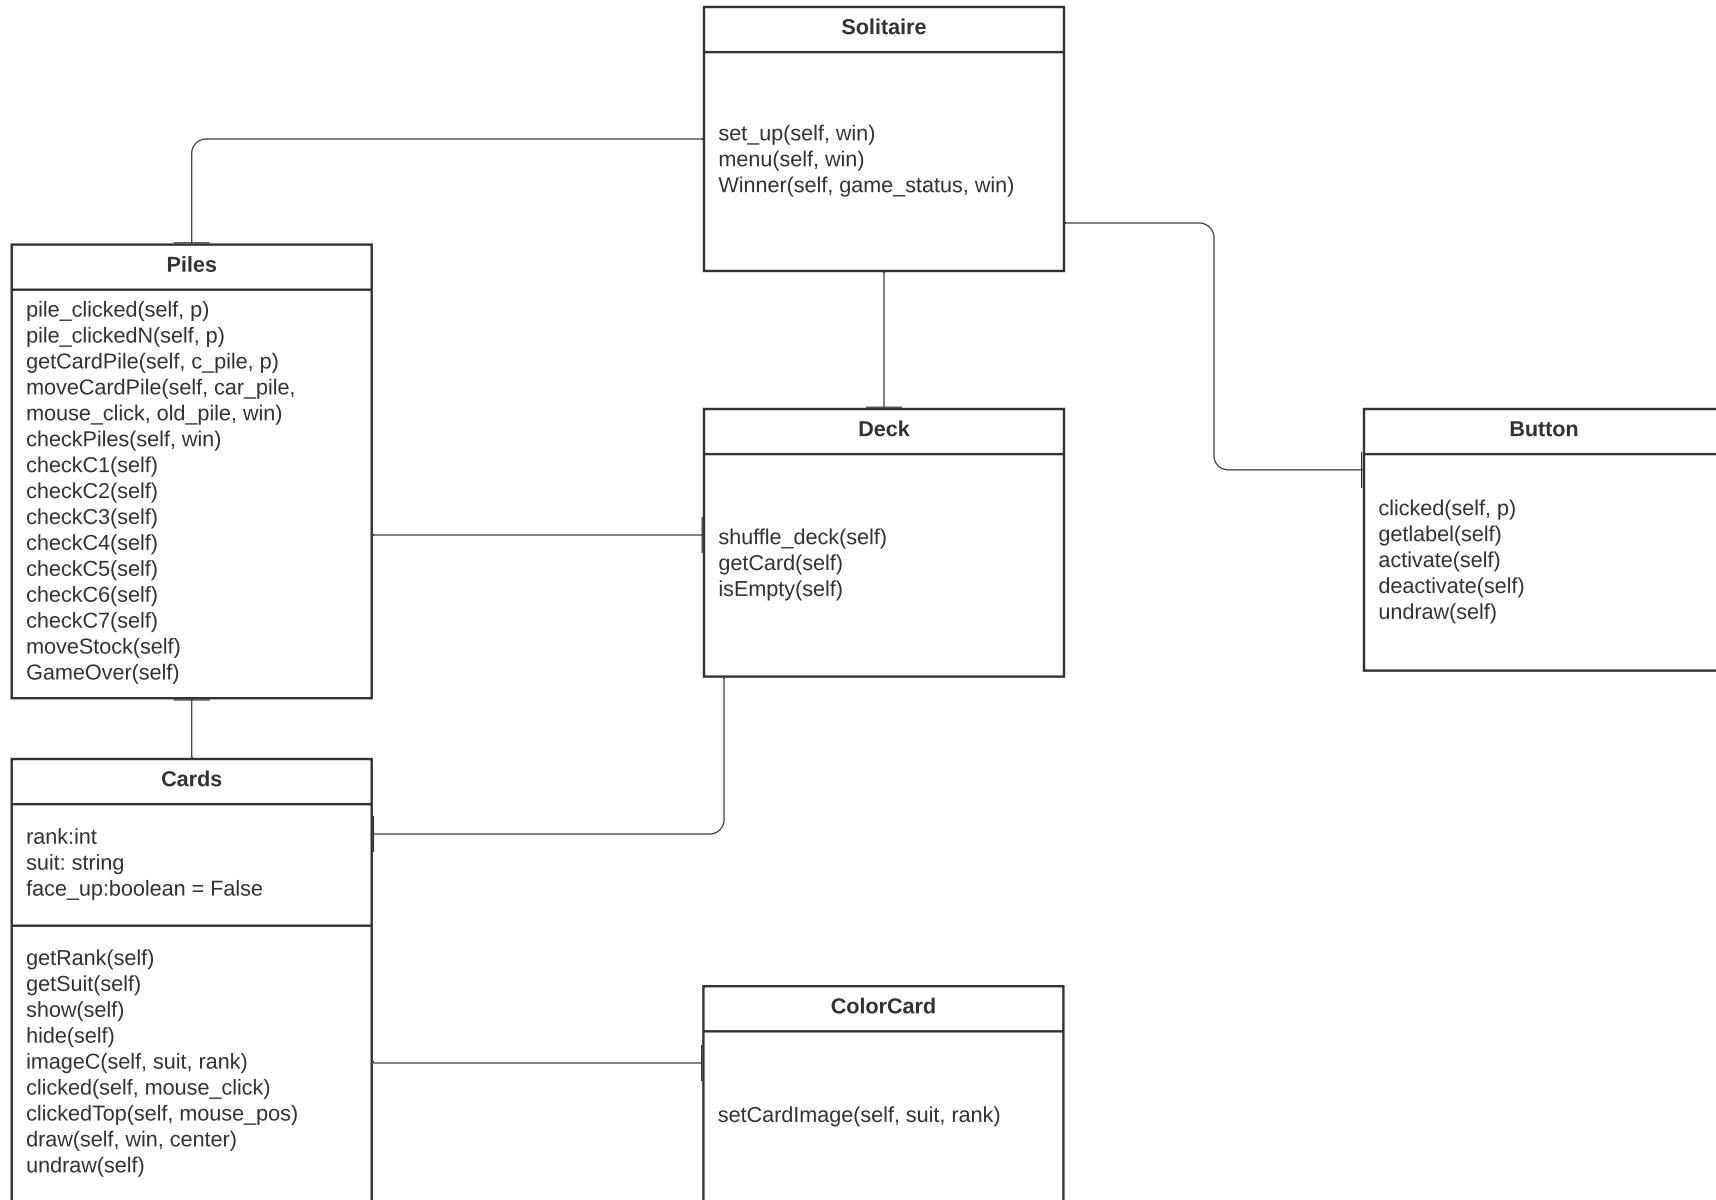 Solitaire
set_up(self, win)
menu(self, win)
Winner(self, game_status, win)
Piles
pile_clicked(self, p)
pile_clickedN(self, p)
getCardPile(self, c_pile, p)
moveCardPile(self, car_pile,
mouse_click, old_pile, win)
checkPiles(self, win)
checkC1(self)
checkC2(self)
checkC3(self)
checkC4(self)
checkC5(self)
checkC6(self)
checkC7(self)
moveStock(self)
GameOver(self)
Deck
shuffle_deck(self)
getCard(self)
isEmpty(self)
Button
clicked(self, p)
getlabel(self)
activate(self)
deactivate(self)
undraw(self)
Cards
rank:int
suit: string
face_up:boolean = False
getRank(self)
getSuit(self)
show(self)
hide(self)
imageC(self, suit, rank)
clicked(self, mouse_click)
clickedTop(self, mouse_pos)
draw(self, win, center)
undraw(self)
ColorCard
setCardImage(self, suit, rank)